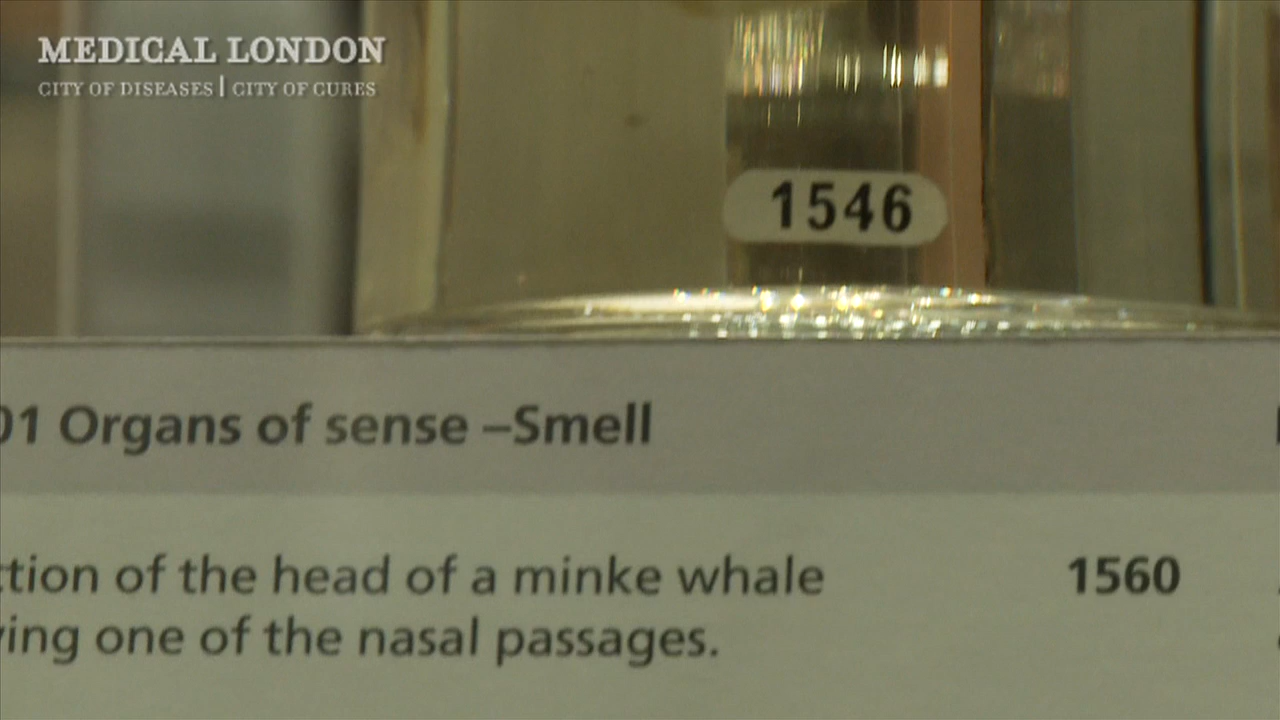 MEDICAL LONDON
CITY OF DISEASES | CITY OF CURES
1546
01 Organs of sense –Smell
ction of the head of a minke whale 1560
ing one of the nasal passages.